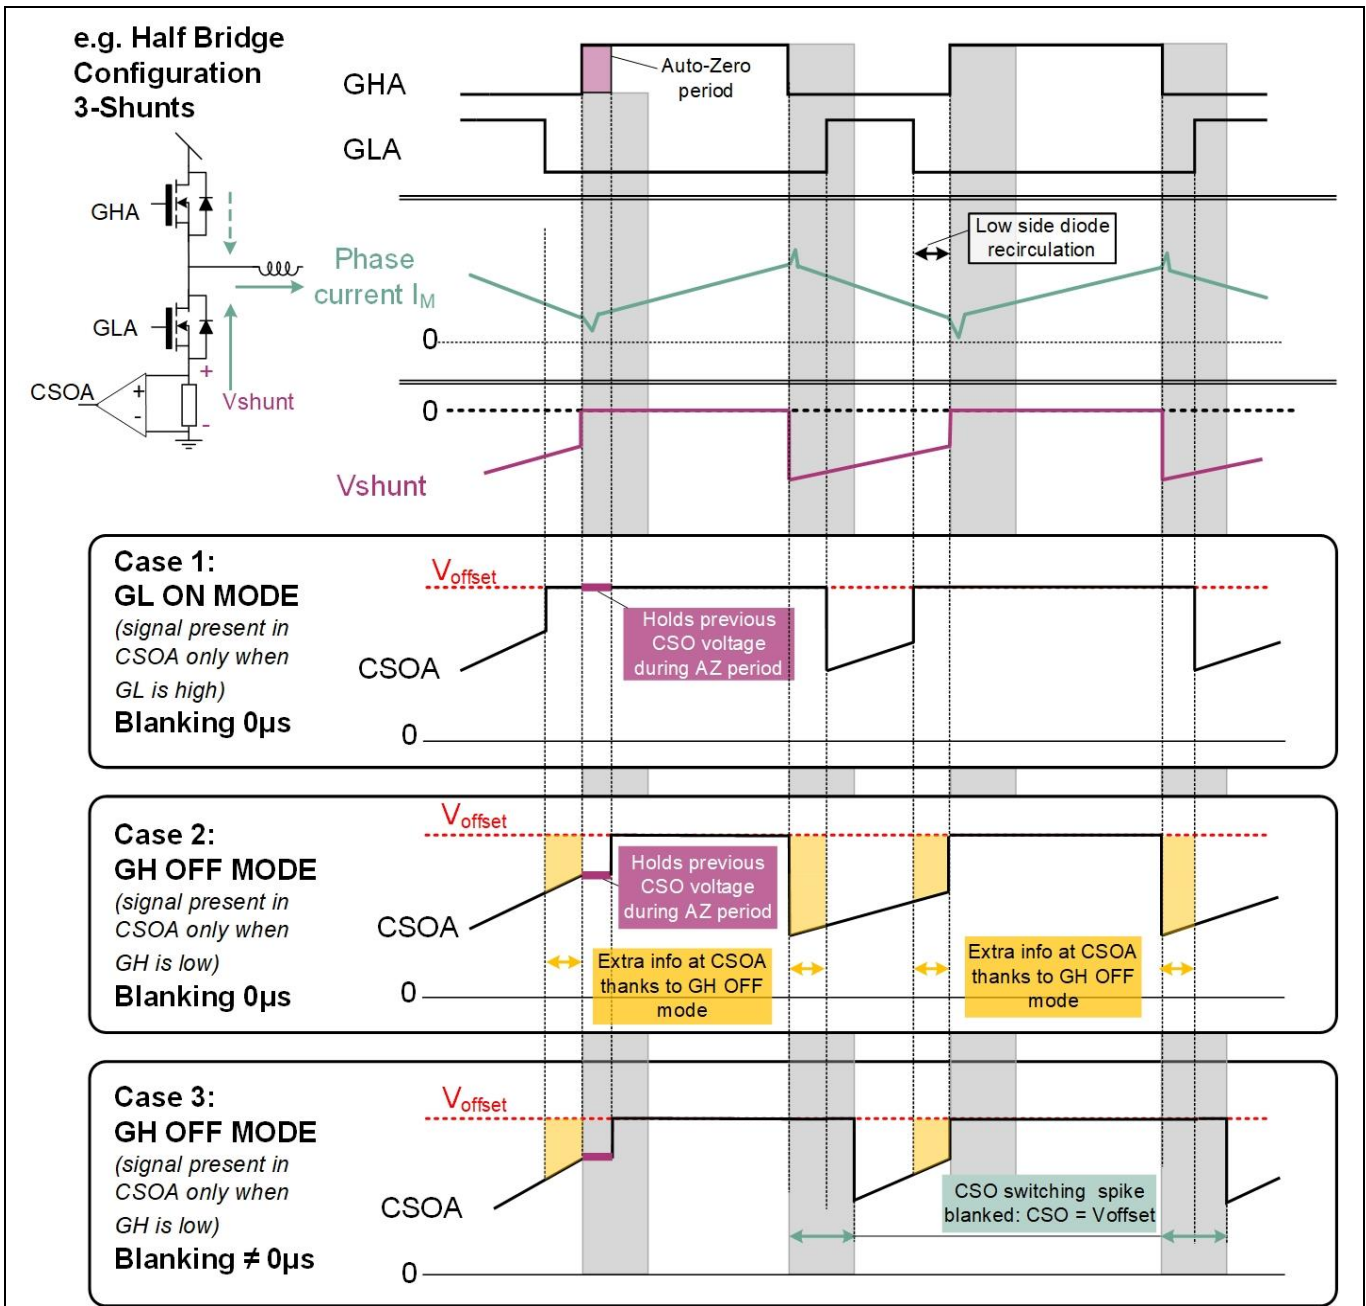 e.g. Half Bridge
Configuration
3-Shunts
GHA
Auto-Zero
period
GLA
GHA
Low side diode
recirculation
Phase
current IM
GLA
0
CSOA
+
-
+
-
Vshunt
0
Vshunt
Case 1:
GL ON MODE
(signal present in
CSOA only when
GL is high)
Blanking 0µs
Voffset
Holds previous
CSO voltage
during AZ period
CSOA
0
Case 2:
GH OFF MODE
(signal present in
CSOA only when
GH is low)
Blanking 0µs
Voffset
Holds previous
CSO voltage
during AZ period
CSOA
Extra info at CSOA
thanks to GH OFF
mode
Extra info at CSOA
thanks to GH OFF
mode
0
Case 3:
GH OFF MODE
(signal present in
CSOA only when
GH is low)
Blanking ≠ 0µs
Voffset
CSOA
CSO switching spike
blanked: CSO = Voffset
0